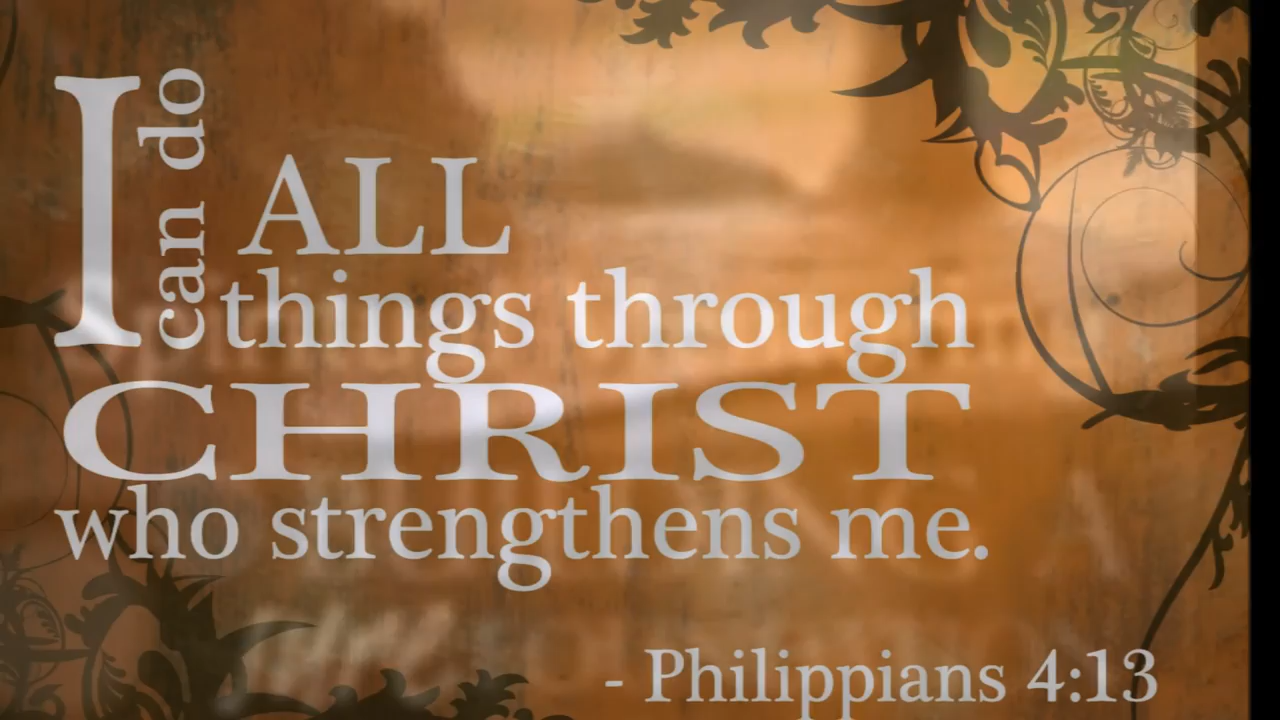 I can do ALL
things through
CHRIST
who strengthens me.
- Philippians 4:13